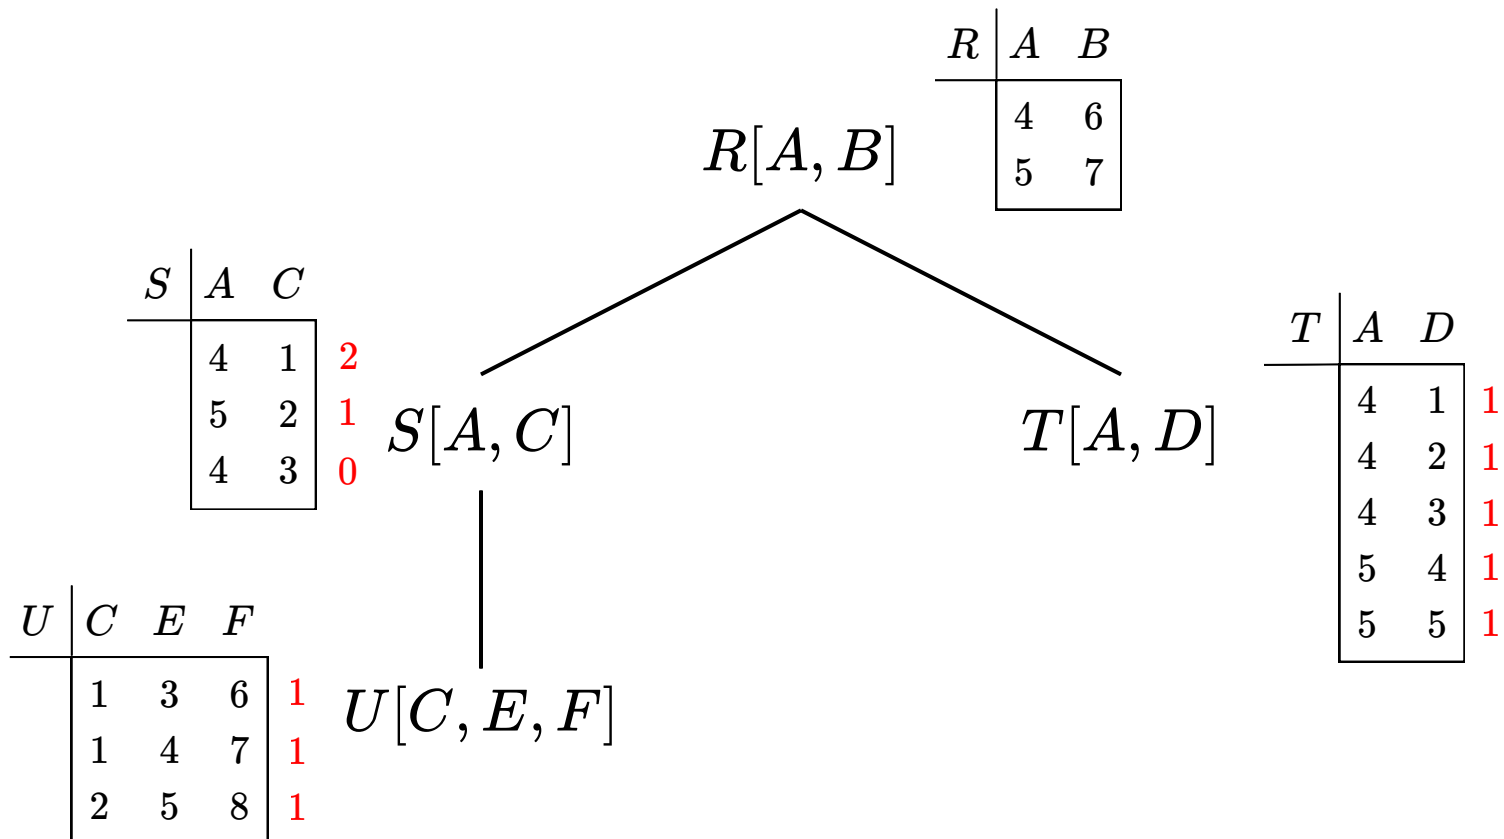 R A B
4 6
5 7
R[A, B]
S A C
4 1 2
5 2 1
4 3 0
S[A, C]
T[A, D]
T A D
4 1 1
4 2 1
4 3 1
5 4 1
5 5 1
U C E F
1 3 6 1
1 4 7 1
2 5 8 1
U[C, E, F]